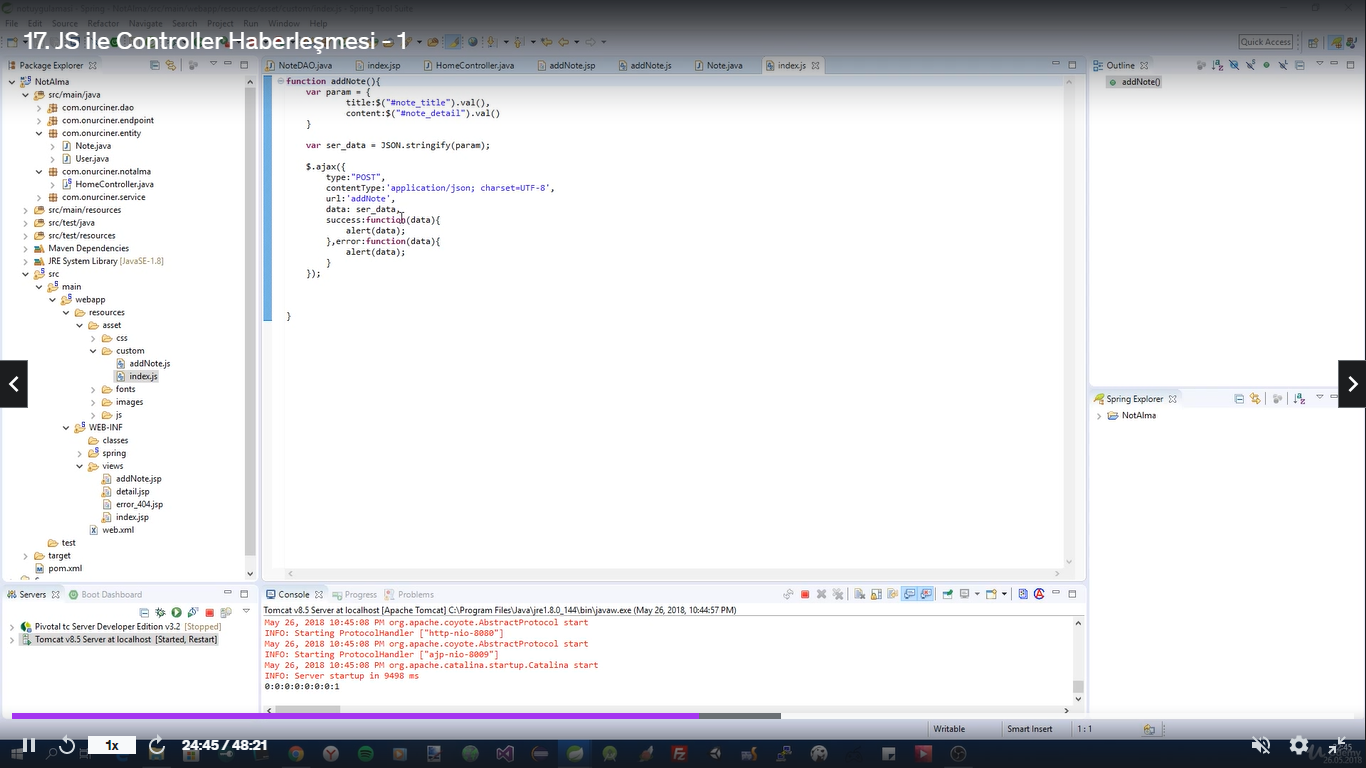 17. JS ile Controller Haberleşmesi - 1
File Edit Source Refactor Navigate Search Project Run Window Help
Quick Access
Package Explorer
NotAlma
src/main/java
com.onurciner.dao
com.onurciner.endpoint
com.onurciner.entity
Note.java
User.java
com.onurciner.notalma
HomeController.java
com.onurciner.service
src/main/resources
src/test/java
src/test/resources
Maven Dependencies
JRE System Library [JavaSE-1.8]
src
main
webapp
resources
asset
css
custom
addNote.js
index.js
fonts
images
js
WEB-INF
classes
spring
views
addNote.jsp
detail.jsp
error_404.jsp
index.jsp
web.xml
test
target
pom.xml
NoteDAO.java index.jsp HomeController.java addNote.jsp addNote.js Note.java index.js
function addNote(){
var param = {
title:$("#note_title").val(),
content:$("#note_detail").val()
}
var ser_data = JSON.stringify(param);
$.ajax({
type:"POST",
contentType:'application/json; charset=UTF-8',
url:'addNote',
data: ser_data,
success:function(data){
alert(data);
},error:function(data){
alert(data);
}
});
}
Outline
addNote()
Spring Explorer
NotAlma
Servers Boot Dashboard
Pivotal tc Server Developer Edition v3.2 [Stopped]
Tomcat v8.5 Server at localhost [Started, Restart]
Console Progress Problems
Tomcat v8.5 Server at localhost [Apache Tomcat] C:\Program Files\Java\jre1.8.0_144\bin\javaw.exe (May 26, 2018, 10:44:57 PM)
May 26, 2018 10:45:08 PM org.apache.coyote.AbstractProtocol start
INFO: Starting ProtocolHandler ["http-nio-8080"]
May 26, 2018 10:45:08 PM org.apache.coyote.AbstractProtocol start
INFO: Starting ProtocolHandler ["ajp-nio-8009"]
May 26, 2018 10:45:08 PM org.apache.catalina.startup.Catalina start
INFO: Server startup in 9498 ms
0:0:0:0:0:0:0:1
Writable Smart Insert 1 : 1
1x 24:45 / 48:21
26.05.2018